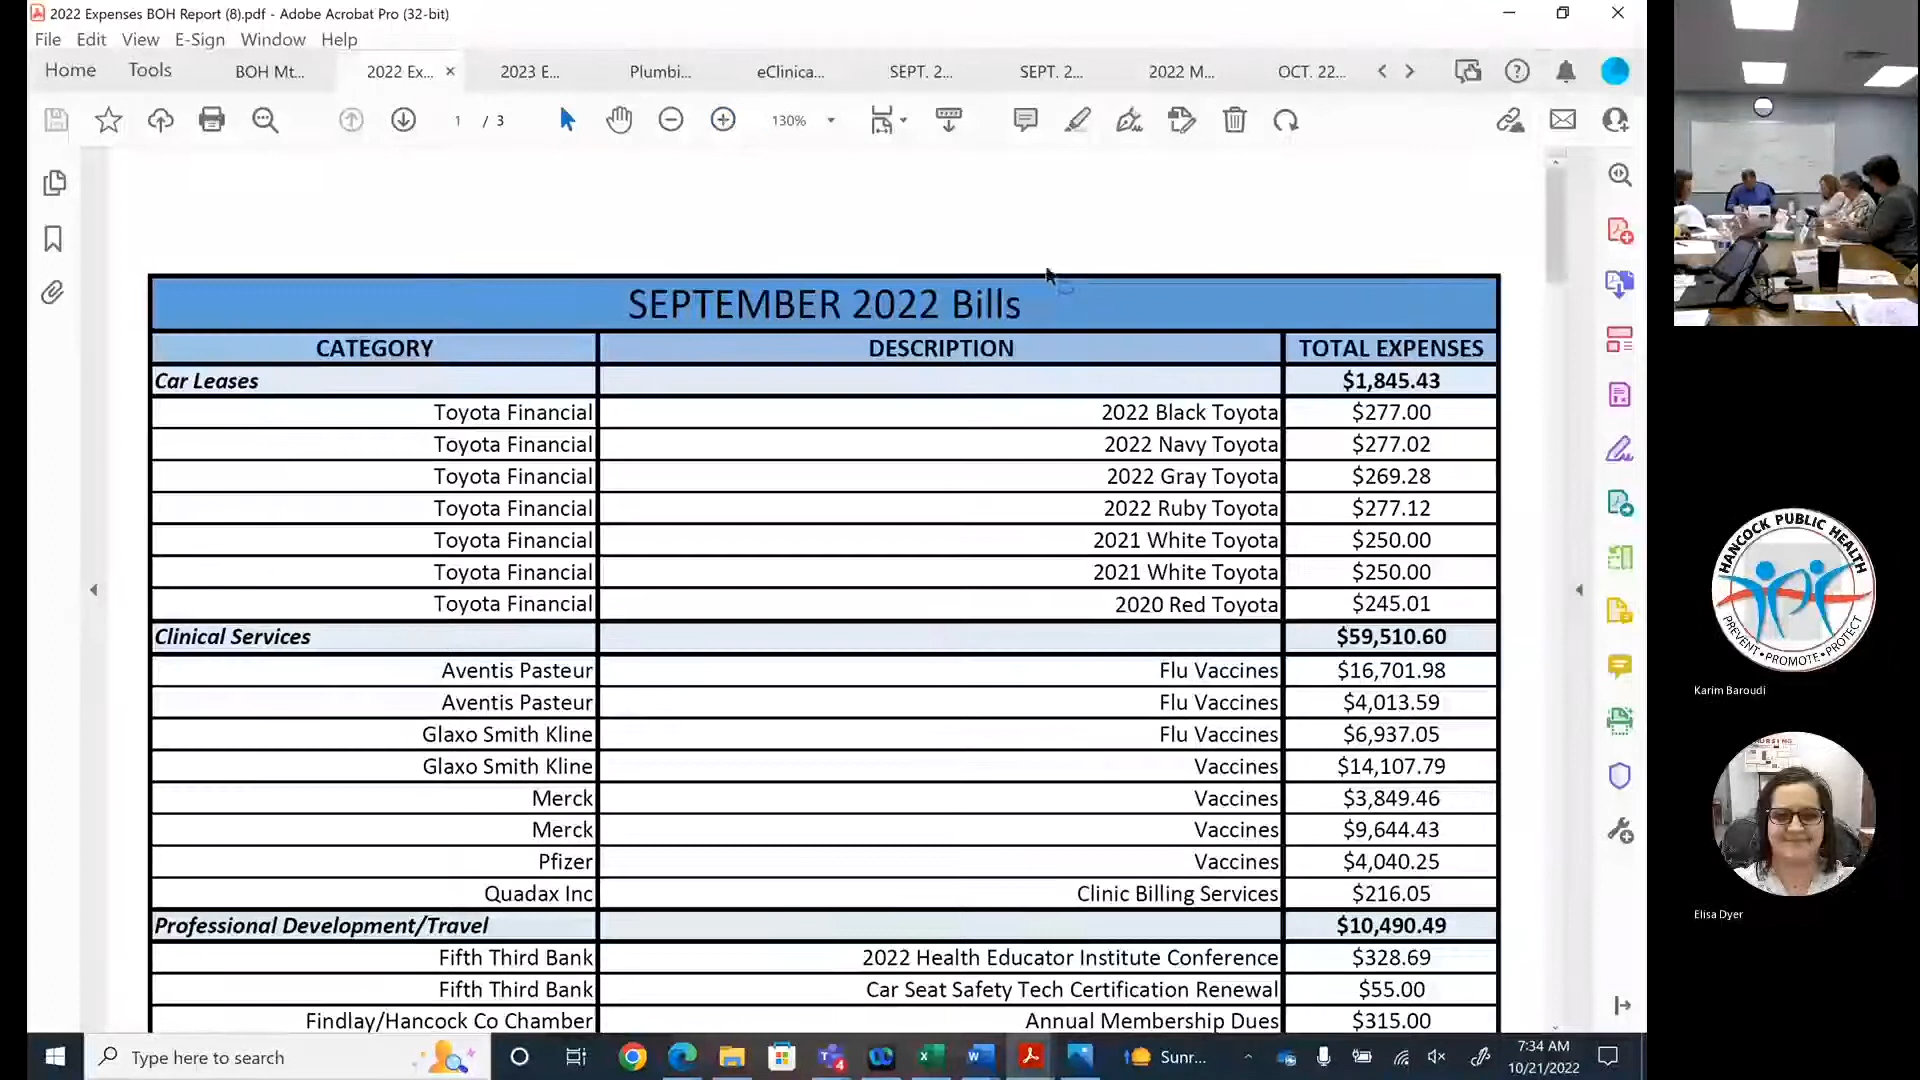 2022 Expenses BOH Report (8).pdf - Adobe Acrobat Pro (32-bit)
File Edit View E-Sign Window Help
Home Tools BOH Mt... 2022 Ex... 2023 E... Plumbi... eClinica... SEPT. 2... SEPT. 2... 2022 M... OCT. 22...
1 / 3 130%
SEPTEMBER 2022 Bills
CATEGORY DESCRIPTION TOTAL EXPENSES
Car Leases $1,845.43
Toyota Financial 2022 Black Toyota $277.00
Toyota Financial 2022 Navy Toyota $277.02
Toyota Financial 2022 Gray Toyota $269.28
Toyota Financial 2022 Ruby Toyota $277.12
Toyota Financial 2021 White Toyota $250.00
Toyota Financial 2021 White Toyota $250.00
Toyota Financial 2020 Red Toyota $245.01
Clinical Services $59,510.60
Aventis Pasteur Flu Vaccines $16,701.98
Aventis Pasteur Flu Vaccines $4,013.59
Glaxo Smith Kline Flu Vaccines $6,937.05
Glaxo Smith Kline Vaccines $14,107.79
Merck Vaccines $3,849.46
Merck Vaccines $9,644.43
Pfizer Vaccines $4,040.25
Quadax Inc Clinic Billing Services $216.05
Professional Development/Travel $10,490.49
Fifth Third Bank 2022 Health Educator Institute Conference $328.69
Fifth Third Bank Car Seat Safety Tech Certification Renewal $55.00
Findlay/Hancock Co Chamber Annual Membership Dues $315.00
Type here to search
4
Sunr...
7:34 AM
10/21/2022
HANCOCK PUBLIC HEALTH
PREVENT • PROMOTE • PROTECT
Karim Baroudi
Elisa Dyer